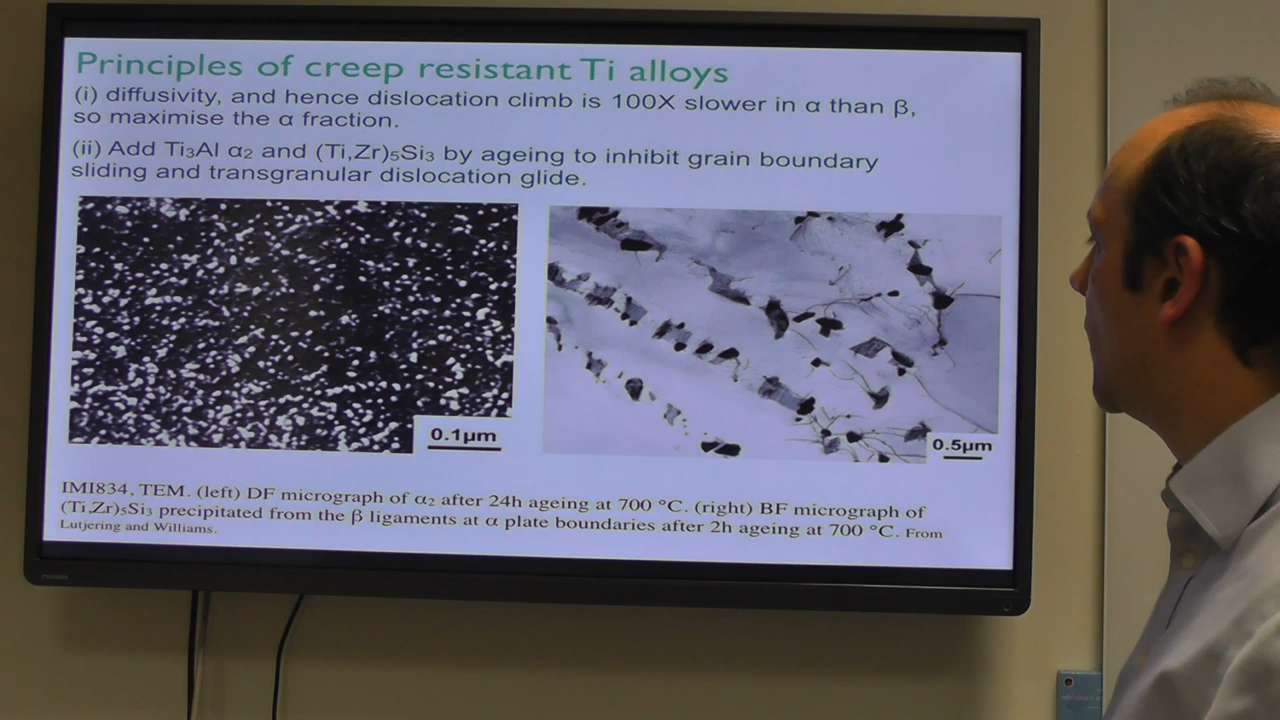 Principles of creep resistant Ti alloys
(i) diffusivity, and hence dislocation climb is 100X slower in α than β,
so maximise the α fraction.
(ii) Add Ti₃Al α₂ and (Ti,Zr)₅Si₃ by ageing to inhibit grain boundary
sliding and transgranular dislocation glide.
0.1µm
0.5µm
IMI834, TEM. (left) DF micrograph of α₂ after 24h ageing at 700 °C. (right) BF micrograph of
(Ti,Zr)₅Si₃ precipitated from the β ligaments at α plate boundaries after 2h ageing at 700 °C. From
Lutjering and Williams.